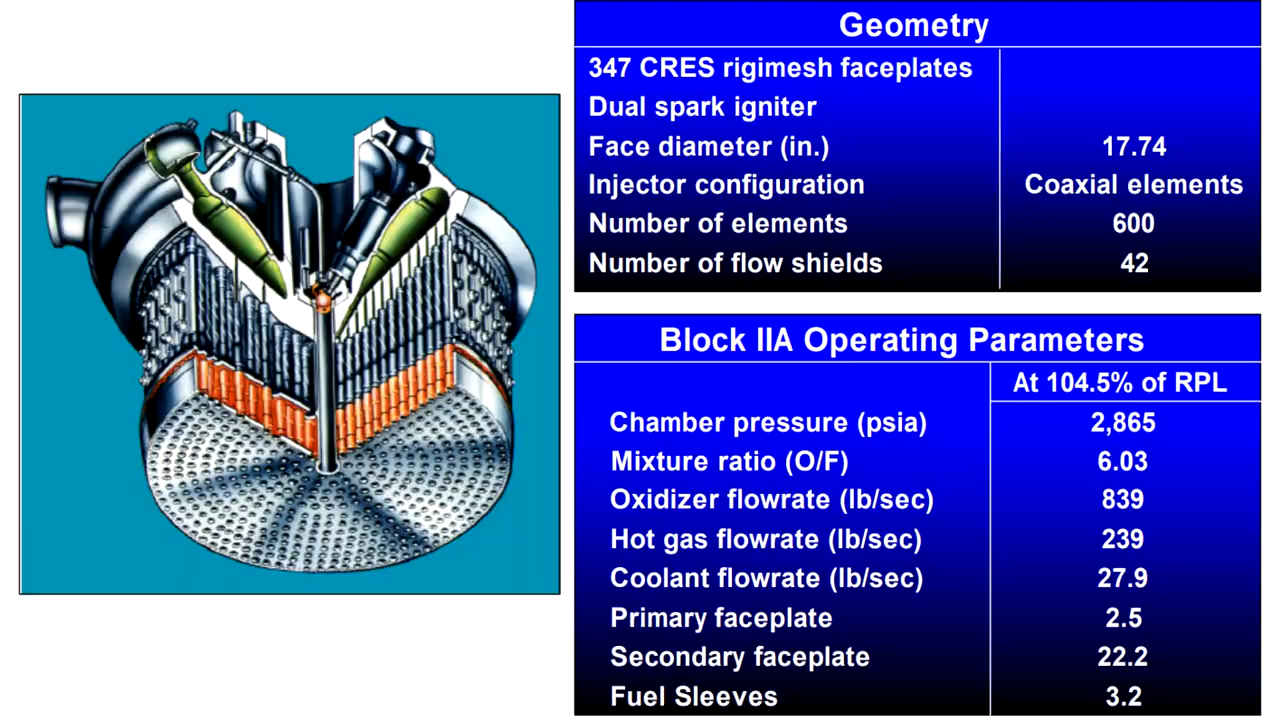 Geometry
347 CRES rigimesh faceplates
Dual spark igniter
Face diameter (in.) 17.74
Injector configuration Coaxial elements
Number of elements 600
Number of flow shields 42
Block IIA Operating Parameters
At 104.5% of RPL
Chamber pressure (psia) 2,865
Mixture ratio (O/F) 6.03
Oxidizer flowrate (lb/sec) 839
Hot gas flowrate (lb/sec) 239
Coolant flowrate (lb/sec) 27.9
Primary faceplate 2.5
Secondary faceplate 22.2
Fuel Sleeves 3.2